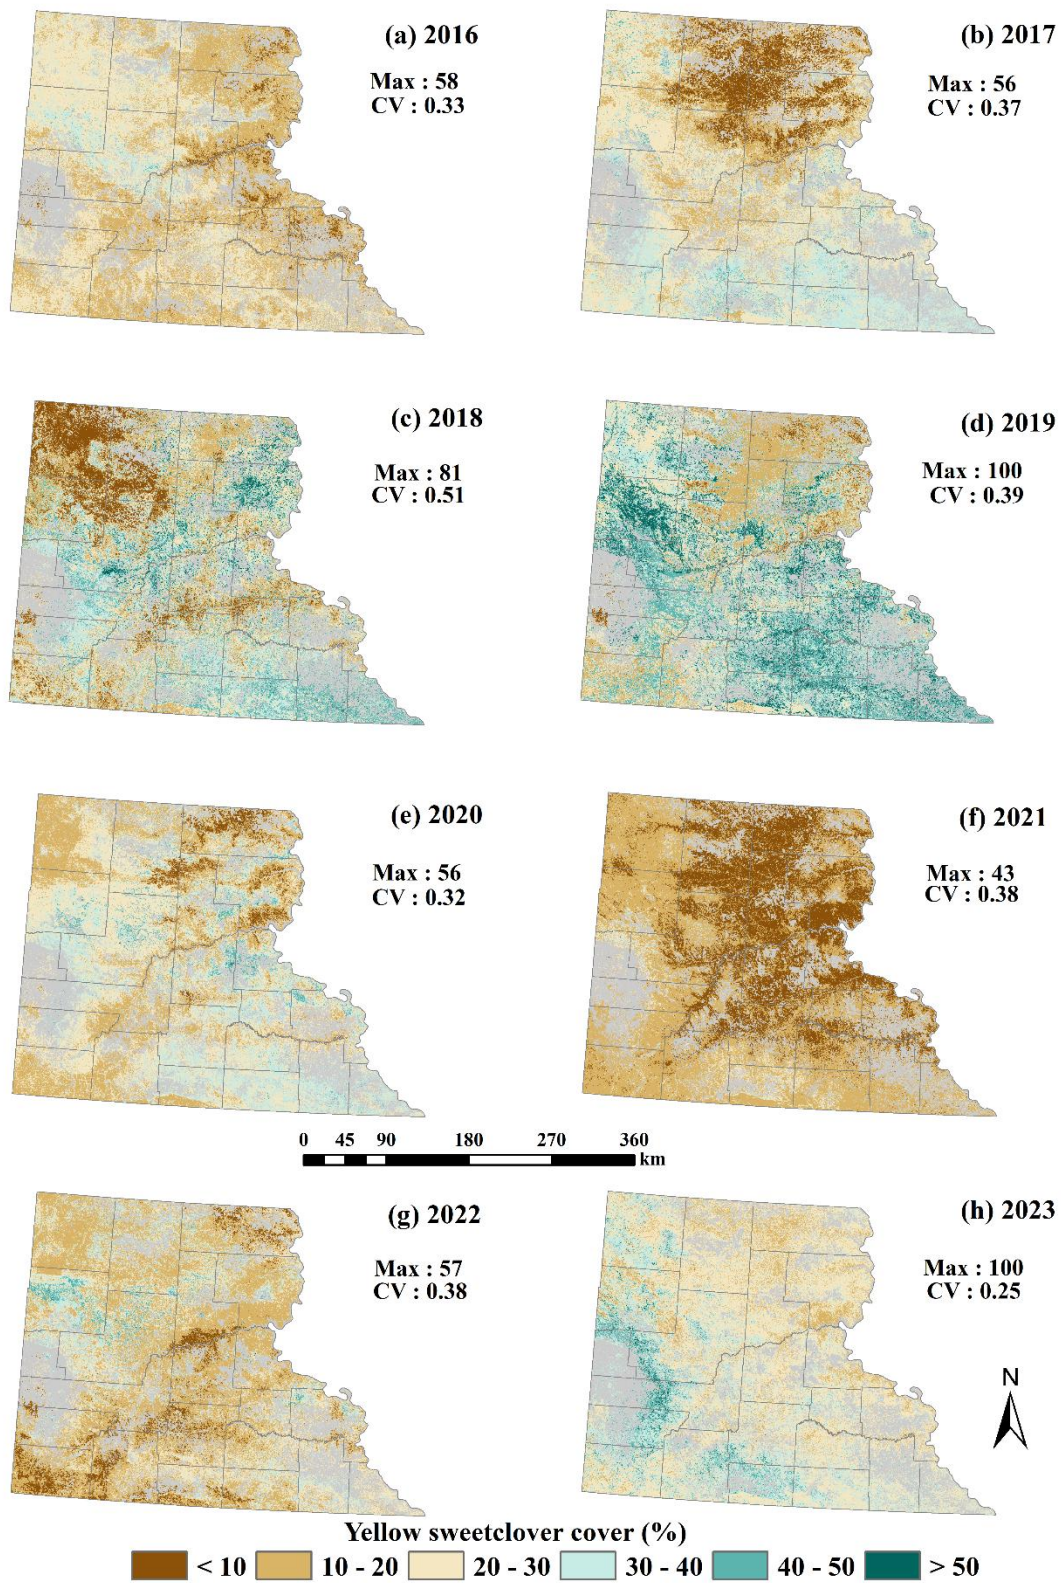 (a) 2016
Max : 58
CV : 0.33
(b) 2017
Max : 56
CV : 0.37
(c) 2018
Max : 81
CV : 0.51
(d) 2019
Max : 100
CV : 0.39
(e) 2020
Max : 56
CV : 0.32
(f) 2021
Max : 43
CV : 0.38
0 45 90 180 270 360
km
(g) 2022
Max : 57
CV : 0.38
(h) 2023
Max : 100
CV : 0.25
N
Yellow sweetclover cover (%)
< 10 10 - 20 20 - 30 30 - 40 40 - 50 > 50